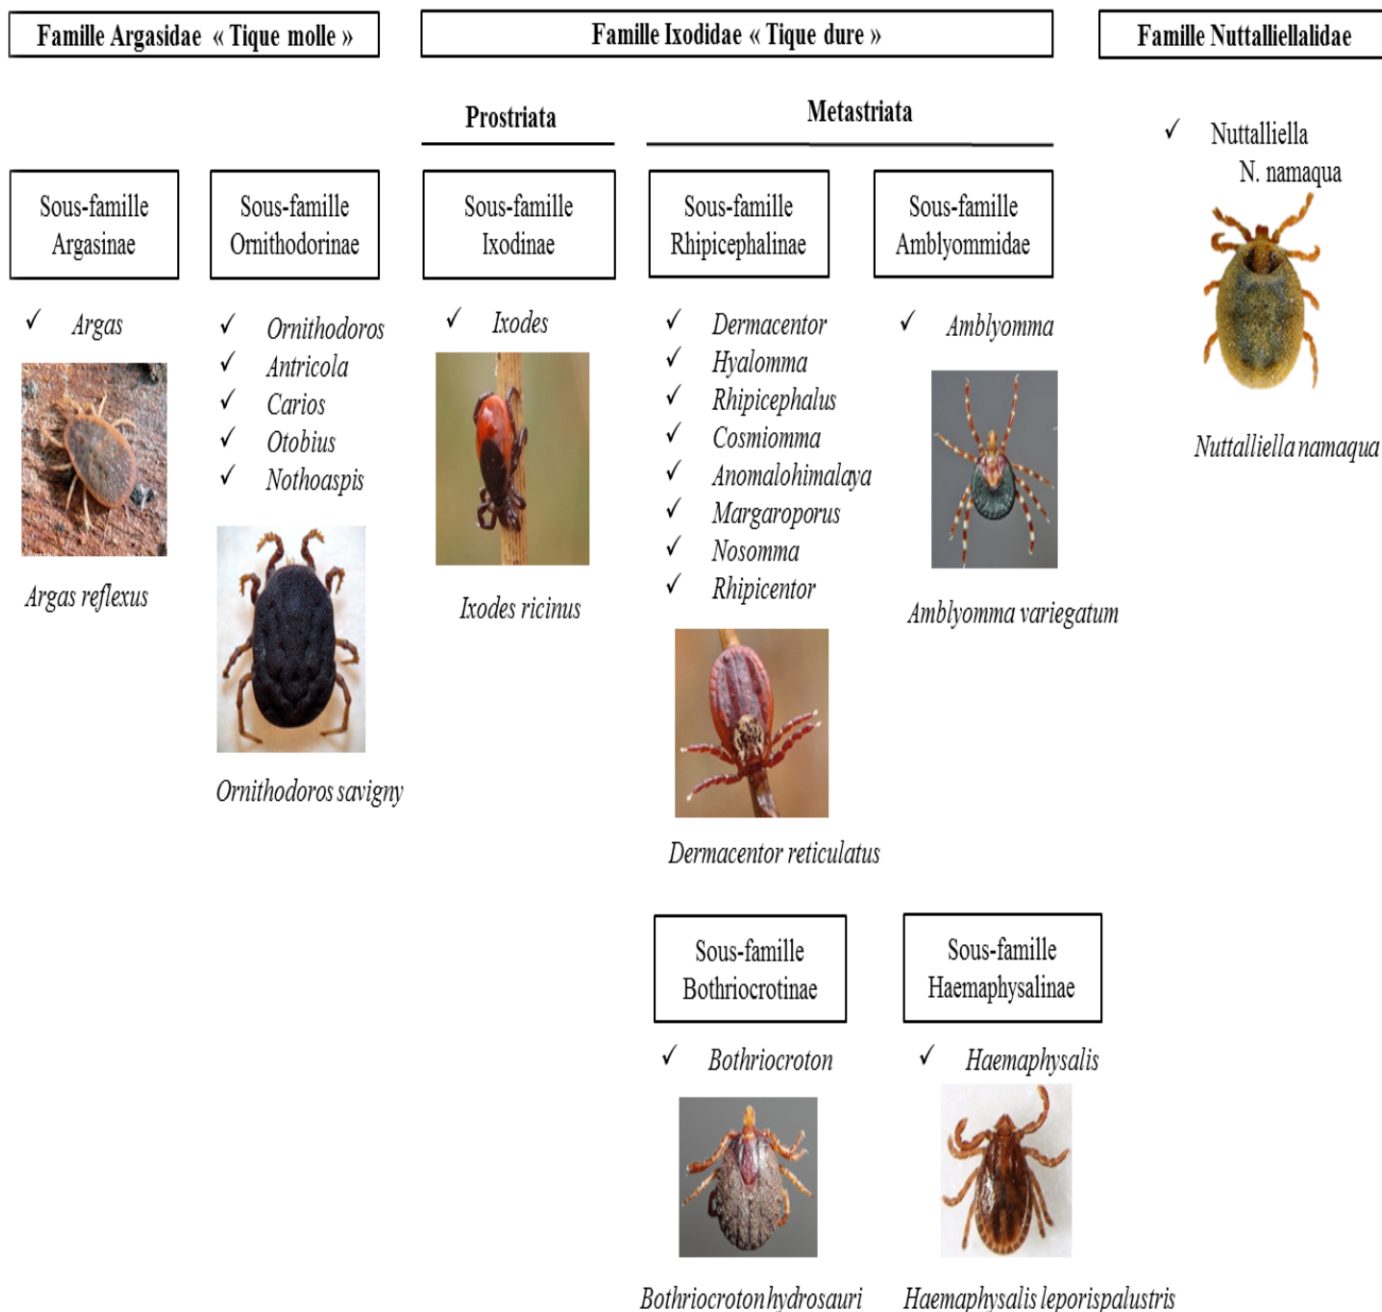 Famille Argasidae « Tique molle »
Famille Ixodidae « Tique dure »
Famille Nuttalliellalidae
Prostriata
Metastriata
Sous-famille
Argasinae
✓ Argas
Argas reflexus
Sous-famille
Ornithodorinae
✓ Ornithodoros
✓ Antricola
✓ Carios
✓ Otobius
✓ Nothoaspis
Ornithodoros savigny
Sous-famille
Ixodinae
✓ Ixodes
Ixodes ricinus
Sous-famille
Rhipicephalinae
✓ Dermacentor
✓ Hyalomma
✓ Rhipicephalus
✓ Cosmiomma
✓ Anomalohimalaya
✓ Margaroporus
✓ Nosomma
✓ Rhipicentor
Dermacentor reticulatus
Sous-famille
Amblyommidae
✓ Amblyomma
Amblyomma variegatum
✓ Nuttalliella
N. namaqua
Nuttalliella namaqua
Sous-famille
Bothriocrotinae
✓ Bothriocroton
Bothriocroton hydrosauri
Sous-famille
Haemaphysalinae
✓ Haemaphysalis
Haemaphysalis leporispalustris